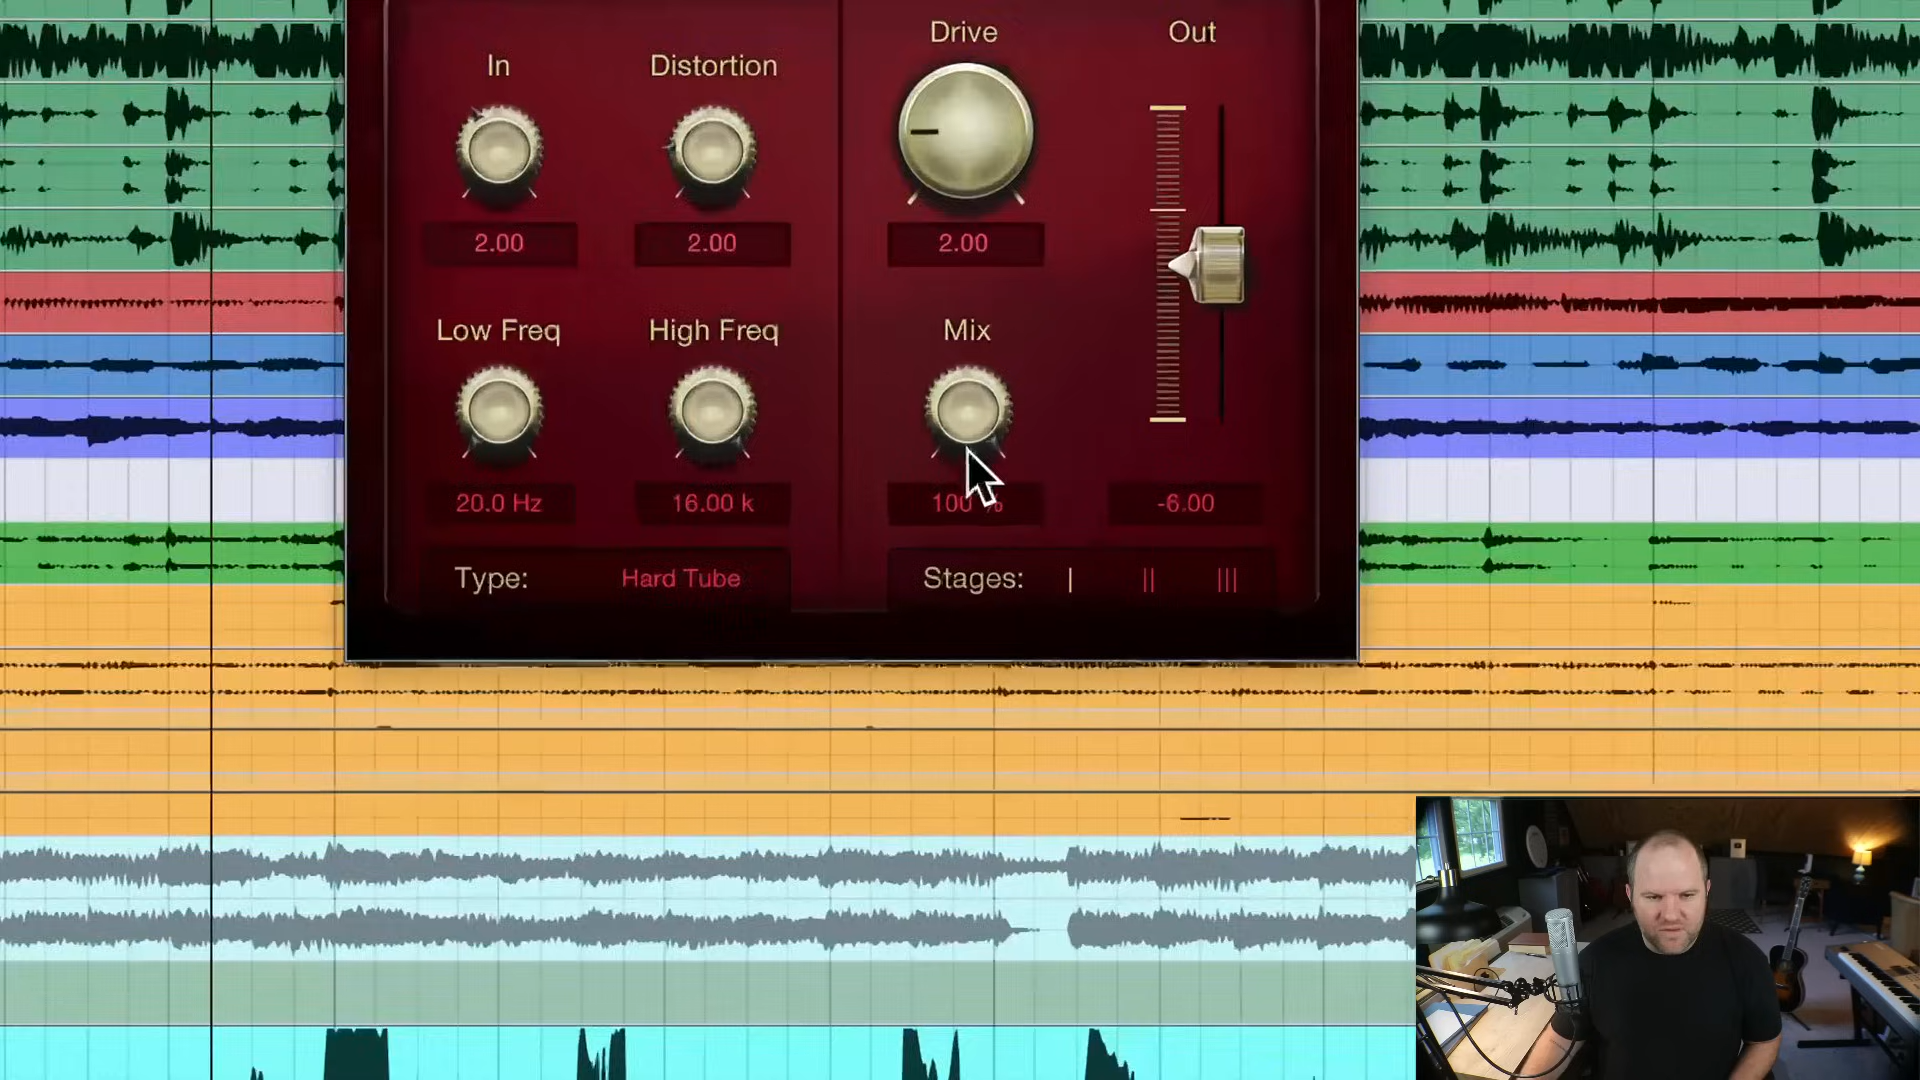 Drive Out
In Distortion
2.00 2.00 2.00
Low Freq High Freq Mix
20.0 Hz 16.00 k 100 % -6.00
Type: Hard Tube Stages: | || |||